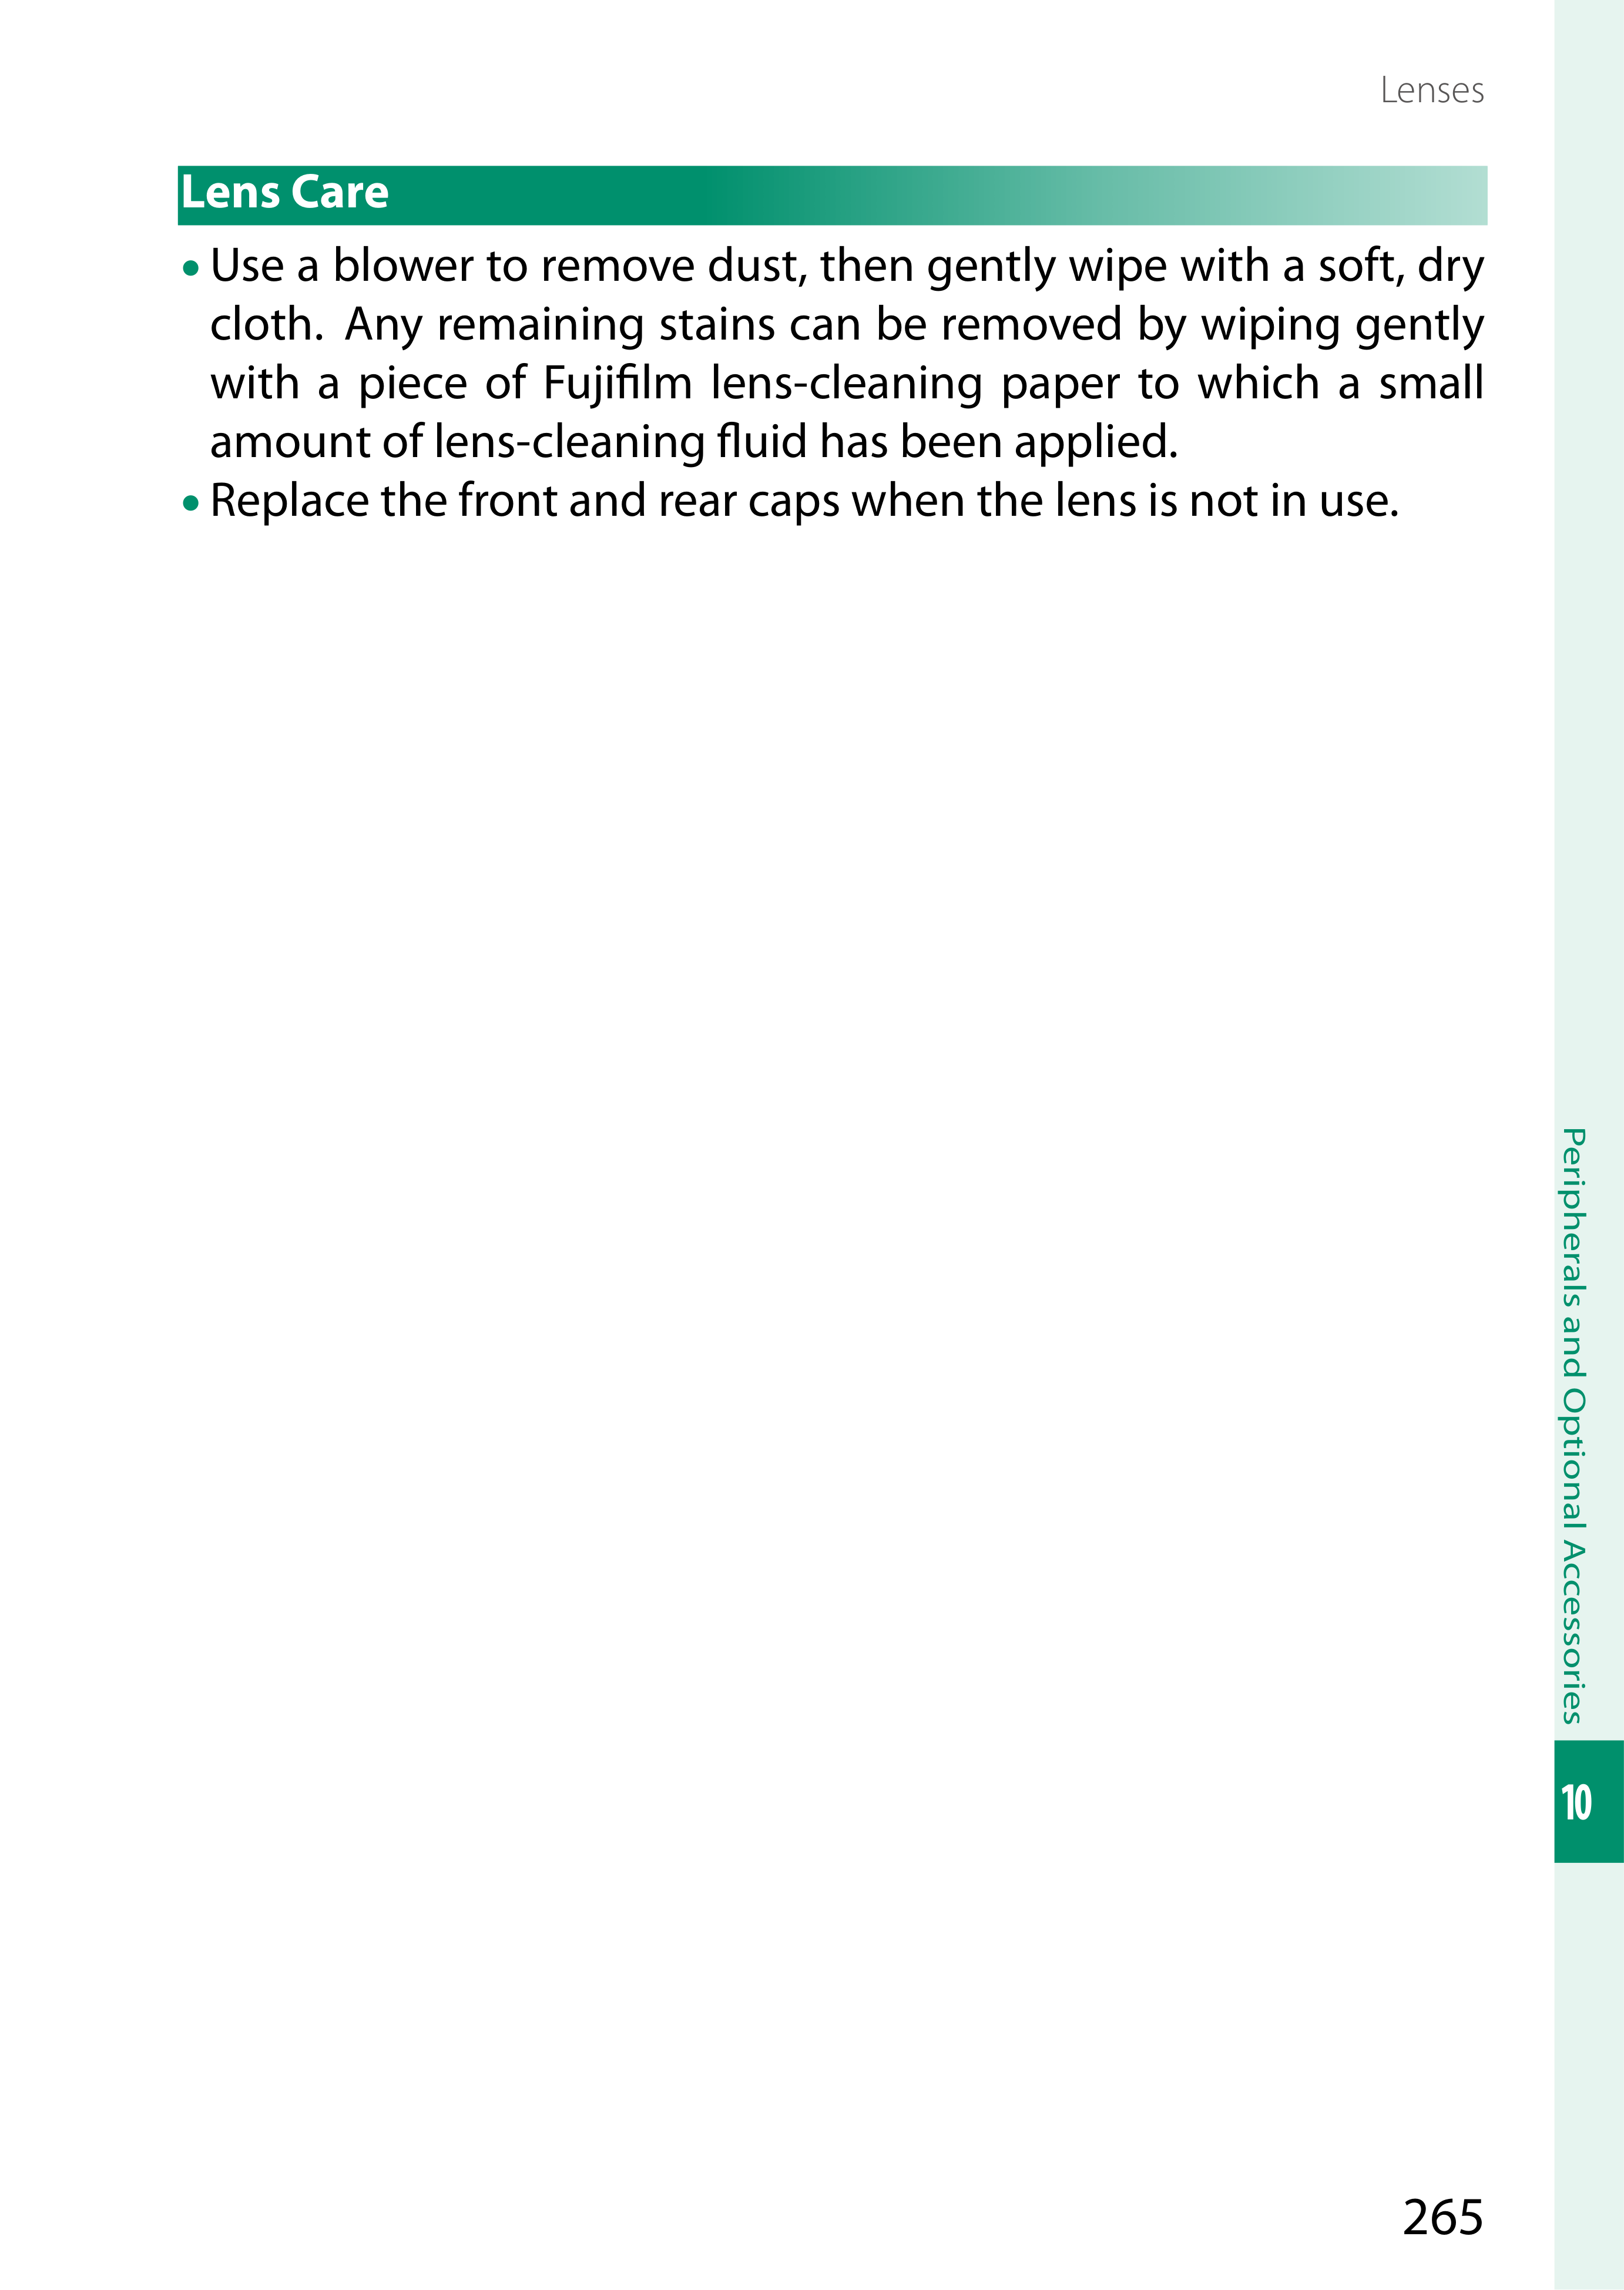 Lenses
Lens Care
• Use a blower to remove dust, then gently wipe with a soft, dry
cloth. Any remaining stains can be removed by wiping gently
with a piece of Fujifilm lens-cleaning paper to which a small
amount of lens-cleaning fluid has been applied.
• Replace the front and rear caps when the lens is not in use.
Peripherals and Optional Accessories
10
265